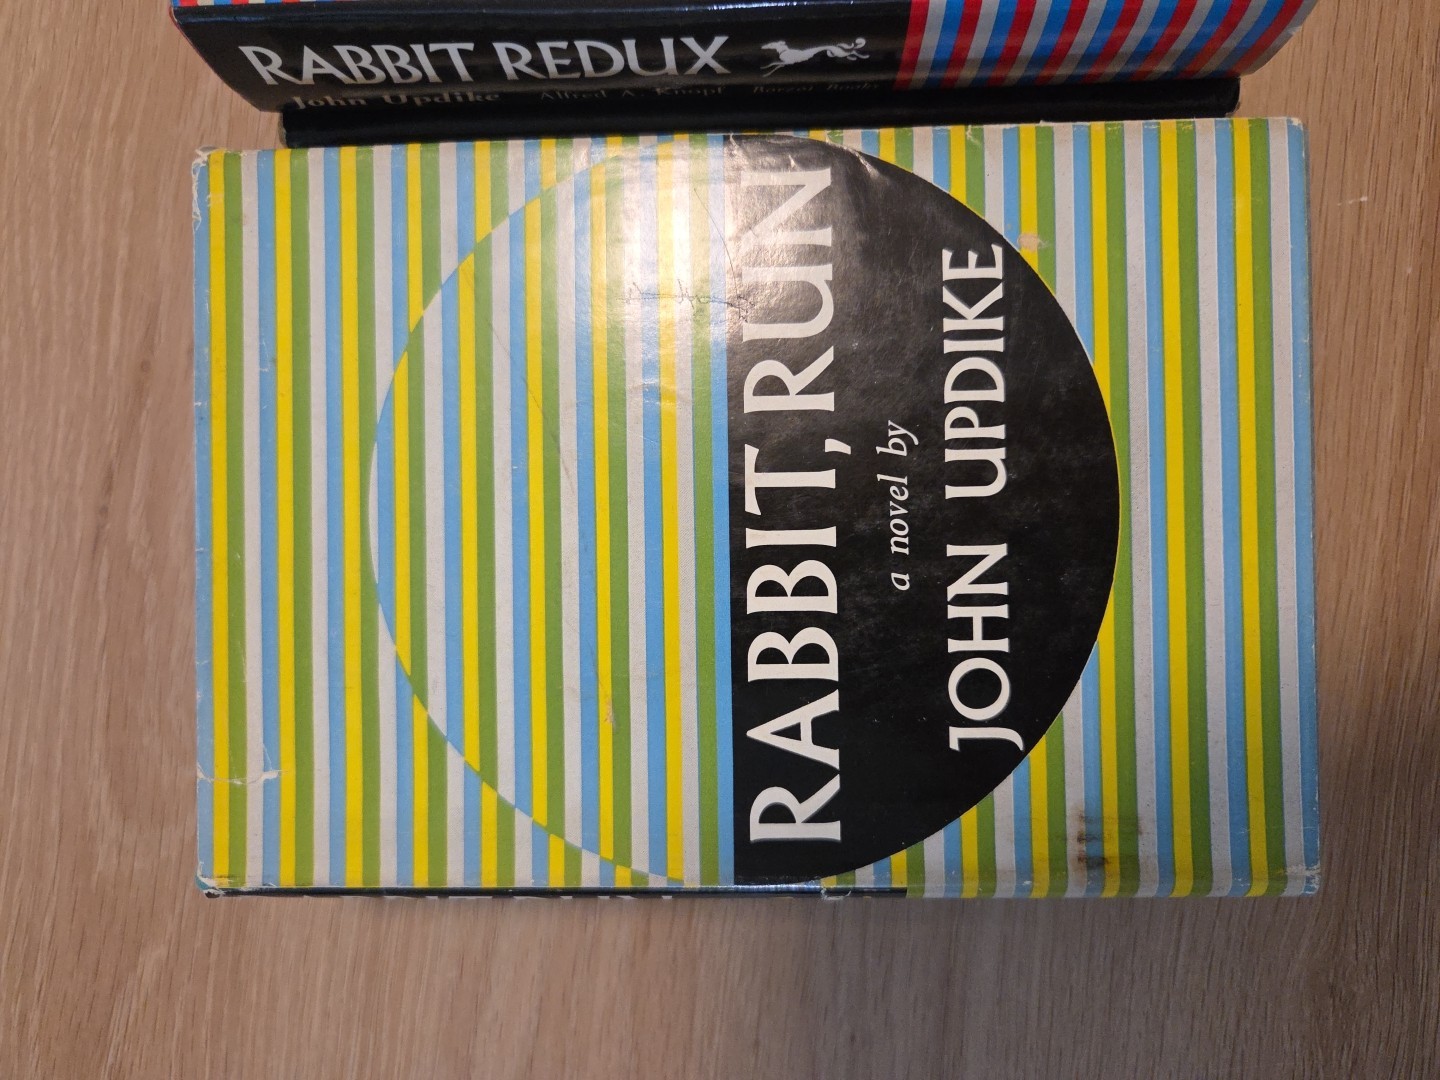 RABBIT REDUX
John Updike Alfred A. Knopf Borzoi Books
RABBIT, RUN
a novel by
JOHN UPDIKE